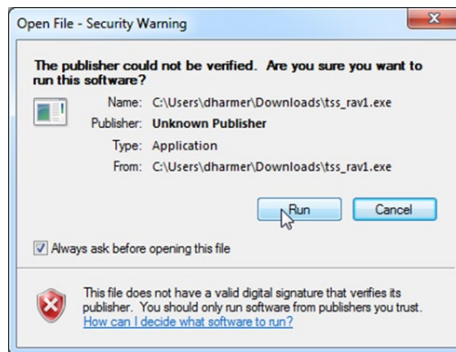 Open File - Security Warning
The publisher could not be verified. Are you sure you want to
run this software?
Name: C:\Users\dharmer\Downloads\tss_rav1.exe
Publisher: Unknown Publisher
Type: Application
From: C:\Users\dharmer\Downloads\tss_rav1.exe
Run Cancel
Always ask before opening this file
This file does not have a valid digital signature that verifies its
publisher. You should only run software from publishers you trust.
How can I decide what software to run?